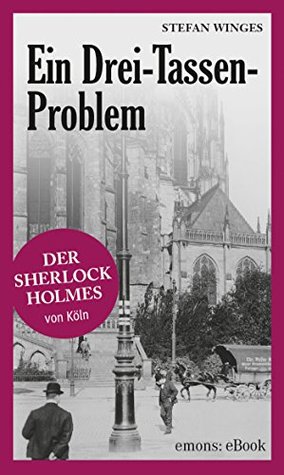 STEFAN WINGES
Ein Drei-Tassen-
Problem
DER
SHERLOCK
HOLMES
von Köln
emons: eBook